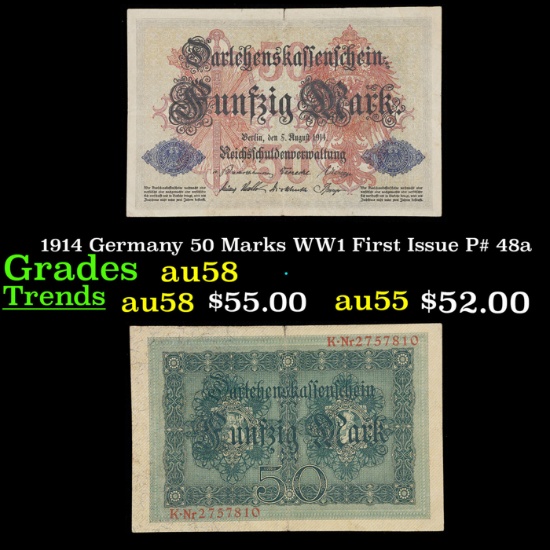 Darlehenskassenschein.
Fünfzig Mark.
Berlin, den 5. August 1914.
Reichsschuldenverwaltung
1914 Germany 50 Marks WW1 First Issue P# 48a
Grades au58
Trends au58 $55.00 au55 $52.00
K·Nr2757810
Darlehenskassenschein
Fünfzig Mark
50
K·Nr2757810